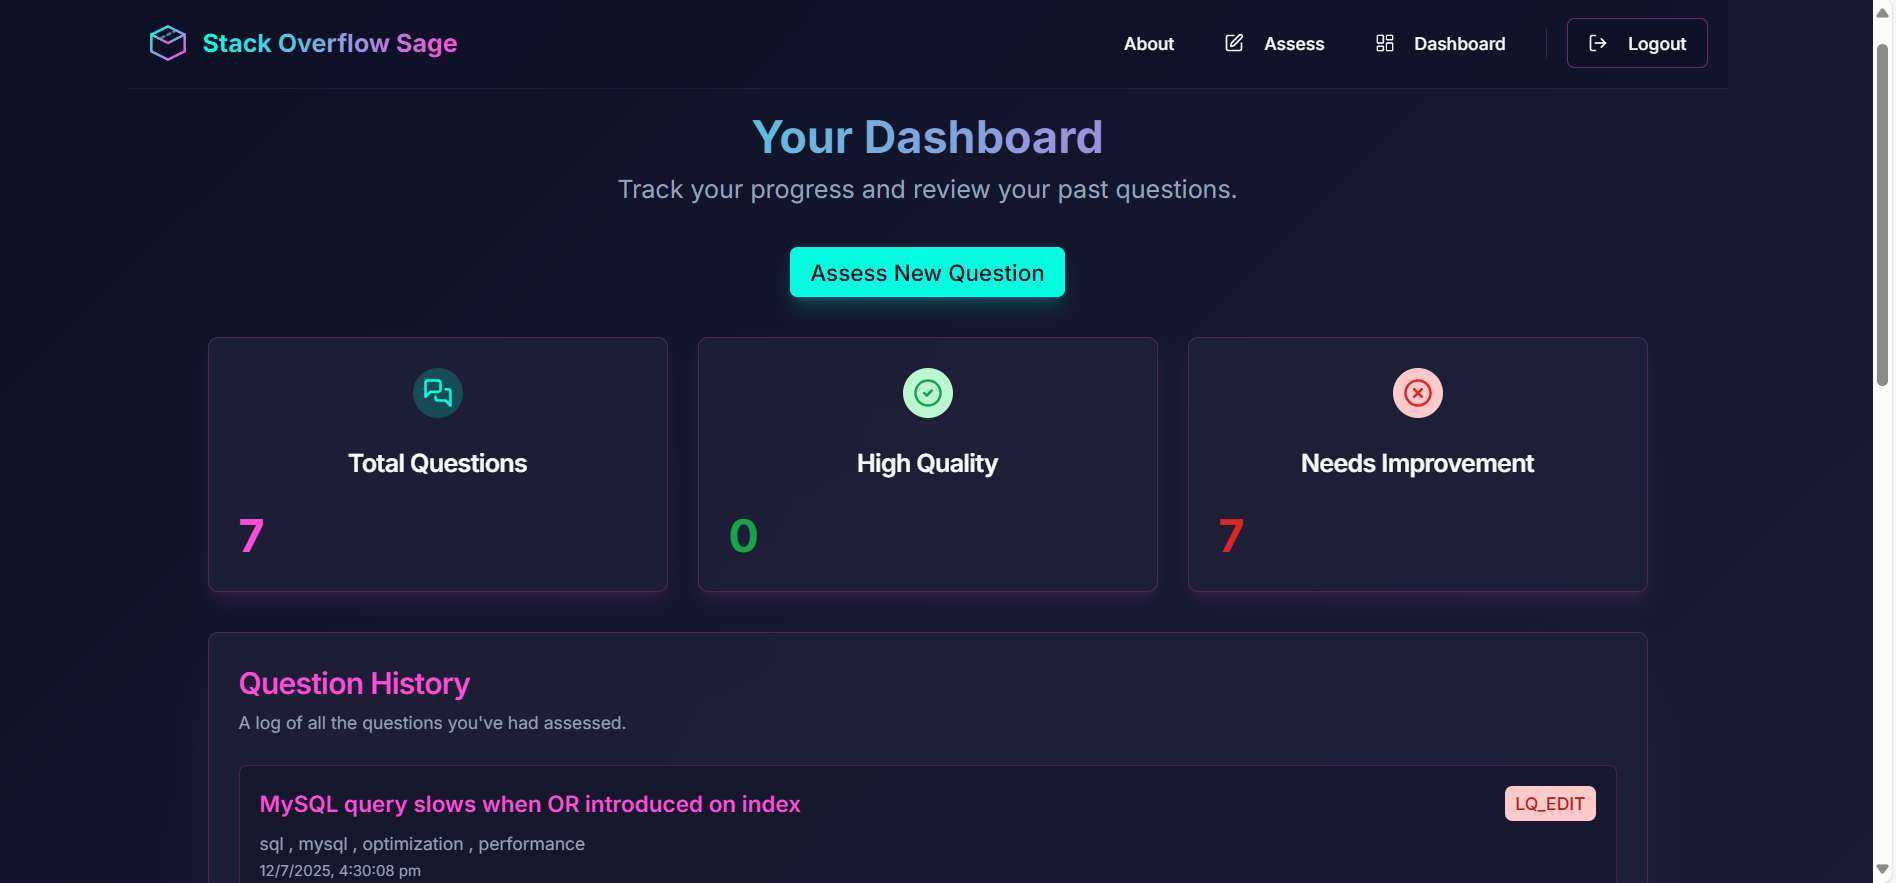 Stack Overflow Sage
About
Assess
Dashboard
Logout
Your Dashboard
Track your progress and review your past questions.
Assess New Question
Total Questions
7
High Quality
0
Needs Improvement
7
Question History
A log of all the questions you've had assessed.
MySQL query slows when OR introduced on index
LQ_EDIT
sql , mysql , optimization , performance
12/7/2025, 4:30:08 pm